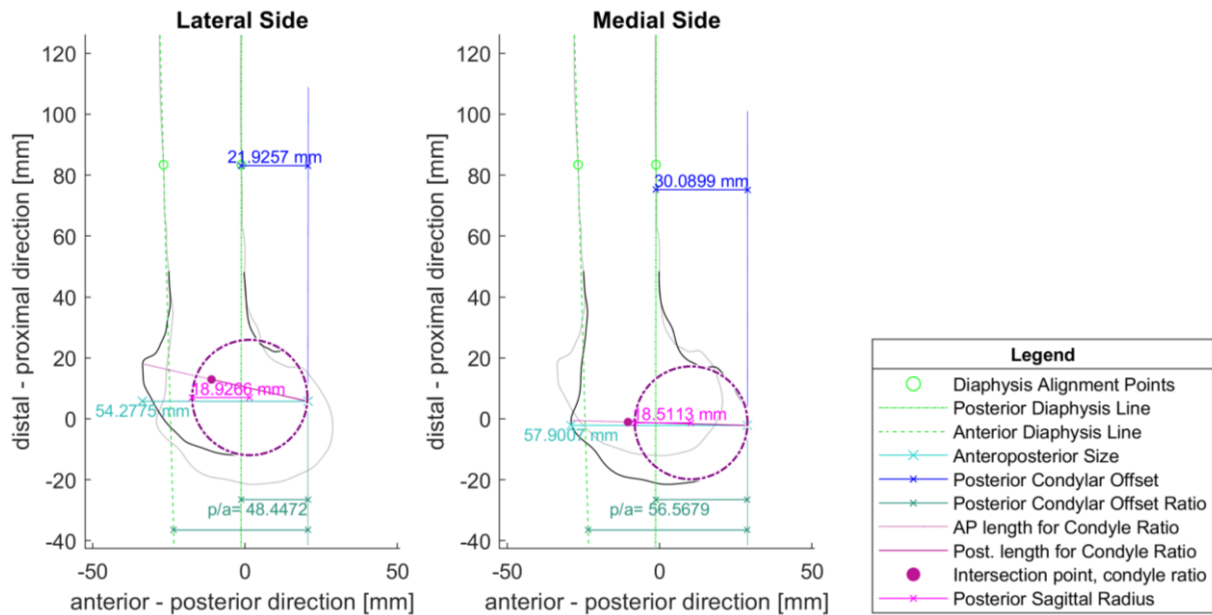 Lateral Side
Medial Side
distal - proximal direction [mm]
120
100
80
60
40
20
0
-20
-40
21.9257 mm
18.9266 mm
54.2775 mm
p/a= 48.4472
-50
0
50
anterior - posterior direction [mm]
distal - proximal direction [mm]
120
100
80
60
40
20
0
-20
-40
30.0899 mm
18.5113 mm
57.9007 mm
p/a= 56.5679
-50
0
50
anterior - posterior direction [mm]
Legend
Diaphysis Alignment Points
Posterior Diaphysis Line
Anterior Diaphysis Line
Anteroposterior Size
Posterior Condylar Offset
Posterior Condylar Offset Ratio
AP length for Condyle Ratio
Post. length for Condyle Ratio
Intersection point, condyle ratio
Posterior Sagittal Radius